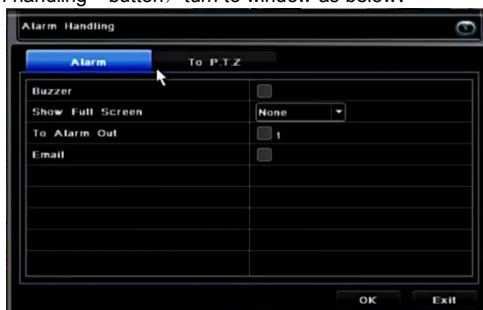 handling button, turn to window as below:
Alarm Handling
Alarm To P.T.Z
Buzzer
Show Full Screen None
To Alarm Out 1
Email
OK Exit